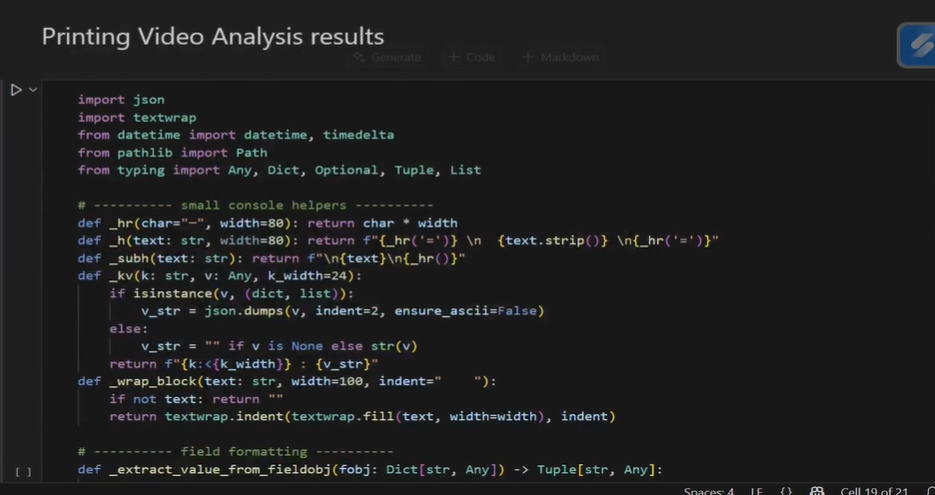 Printing Video Analysis results
Generate + Code + Markdown
import json
import textwrap
from datetime import datetime, timedelta
from pathlib import Path
from typing import Any, Dict, Optional, Tuple, List
# ---------- small console helpers ----------
def _hr(char="─", width=80): return char * width
def _h(text: str, width=80): return f"{_hr('=')} \n  {text.strip()} \n{_hr('=')}"
def _subh(text: str): return f"\n{text}\n{_hr()}"
def _kv(k: str, v: Any, k_width=24):
    if isinstance(v, (dict, list)):
        v_str = json.dumps(v, indent=2, ensure_ascii=False)
    else:
        v_str = "" if v is None else str(v)
    return f"{k:<{k_width}} : {v_str}"
def _wrap_block(text: str, width=100, indent="    "):
    if not text: return ""
    return textwrap.indent(textwrap.fill(text, width=width), indent)
# ---------- field formatting ----------
def _extract_value_from_fieldobj(fobj: Dict[str, Any]) -> Tuple[str, Any]:
[ ]
Spaces: 4 LF {} Cell 19 of 21